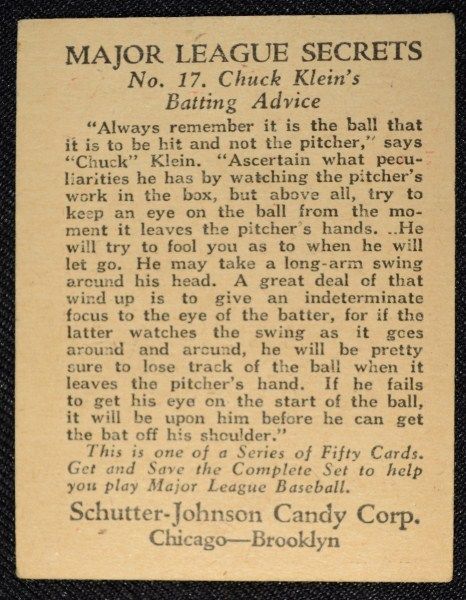 MAJOR LEAGUE SECRETS
No. 17. Chuck Klein's
Batting Advice
"Always remember it is the ball that
it is to be hit and not the pitcher," says
"Chuck" Klein. "Ascertain what pecu-
liarities he has by watching the pitcher's
work in the box, but above all, try to
keep an eye on the ball from the mo-
ment it leaves the pitcher's hands. ..He
will try to fool you as to when he will
let go. He may take a long-arm swing
around his head. A great deal of that
wind up is to give an indeterminate
focus to the eye of the batter, for if the
latter watches the swing as it goes
around and around, he will be pretty
sure to lose track of the ball when it
leaves the pitcher's hand. If he fails
to get his eye on the start of the ball,
it will be upon him before he can get
the bat off his shoulder."
This is one of a Series of Fifty Cards.
Get and Save the Complete Set to help
you play Major League Baseball.
Schutter-Johnson Candy Corp.
Chicago—Brooklyn